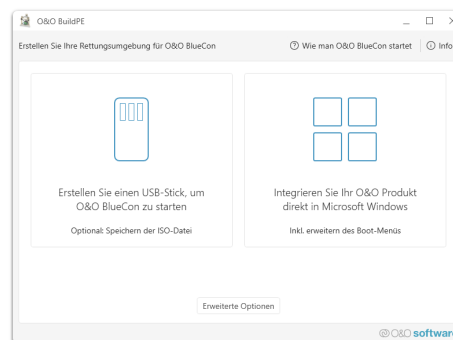 O&O BuildPE
Erstellen Sie Ihre Rettungsumgebung für O&O BlueCon
Wie man O&O BlueCon startet
Info
Erstellen Sie einen USB-Stick, um
O&O BlueCon zu starten
Optional: Speichern der ISO-Datei
Integrieren Sie Ihr O&O Produkt
direkt in Microsoft Windows
Inkl. erweitern des Boot-Menüs
Erweiterte Optionen
O&O software